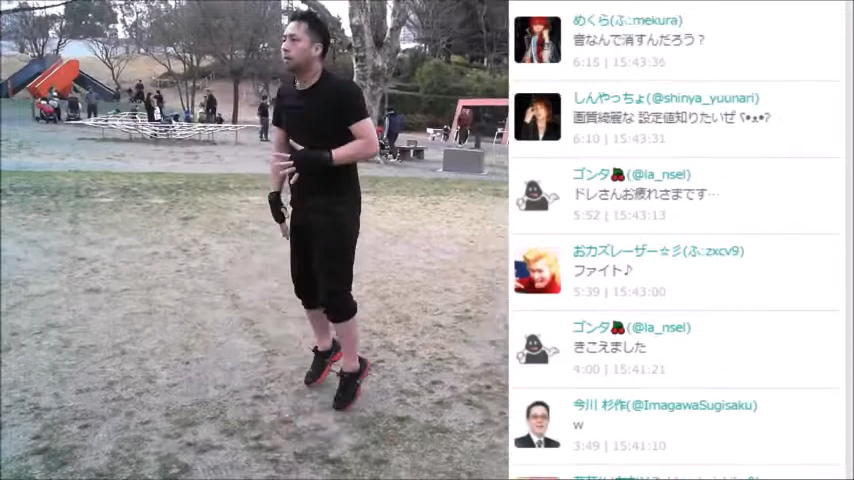 めくら(ふ::mekura)
音なんで消すんだろう？
6:15 | 15:43:36
しんやっちょ(@shinya_yuunari)
画質綺麗な 設定値知りたいぜ
6:10 | 15:43:31
ゴンタ🍒(@la_nsel)
ドレさんお疲れさまです…
5:52 | 15:43:13
おカズレーザー☆彡(ふ::zxcv9)
ファイト♪
5:39 | 15:43:00
ゴンタ🍒(@la_nsel)
きこえました
4:00 | 15:41:21
今川 杉作(@ImagawaSugisaku)
w
3:49 | 15:41:10